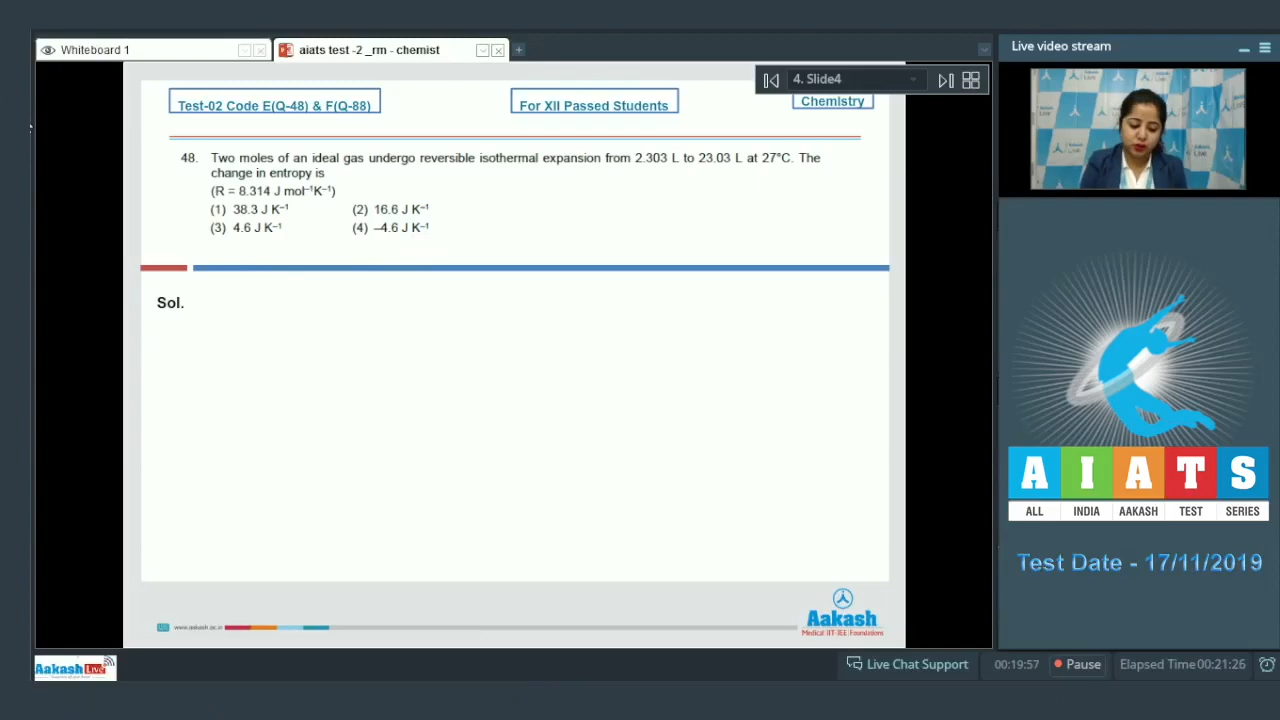 Whiteboard 1
aiats test -2 _rm - chemist
Live video stream
4. Slide4
Test-02 Code E(Q-48) & F(Q-88)
For XII Passed Students
Chemistry
48. Two moles of an ideal gas undergo reversible isothermal expansion from 2.303 L to 23.03 L at 27°C. The
change in entropy is
(R = 8.314 J mol⁻¹K⁻¹)
(1) 38.3 J K⁻¹ (2) 16.6 J K⁻¹
(3) 4.6 J K⁻¹ (4) –4.6 J K⁻¹
Sol.
A I A T S
ALL INDIA AAKASH TEST SERIES
Test Date - 17/11/2019
www.aakash.ac.in
Aakash
Medical | IIT-JEE | Foundations
Aakash Live
Live Chat Support
00:19:57
Pause
Elapsed Time 00:21:26